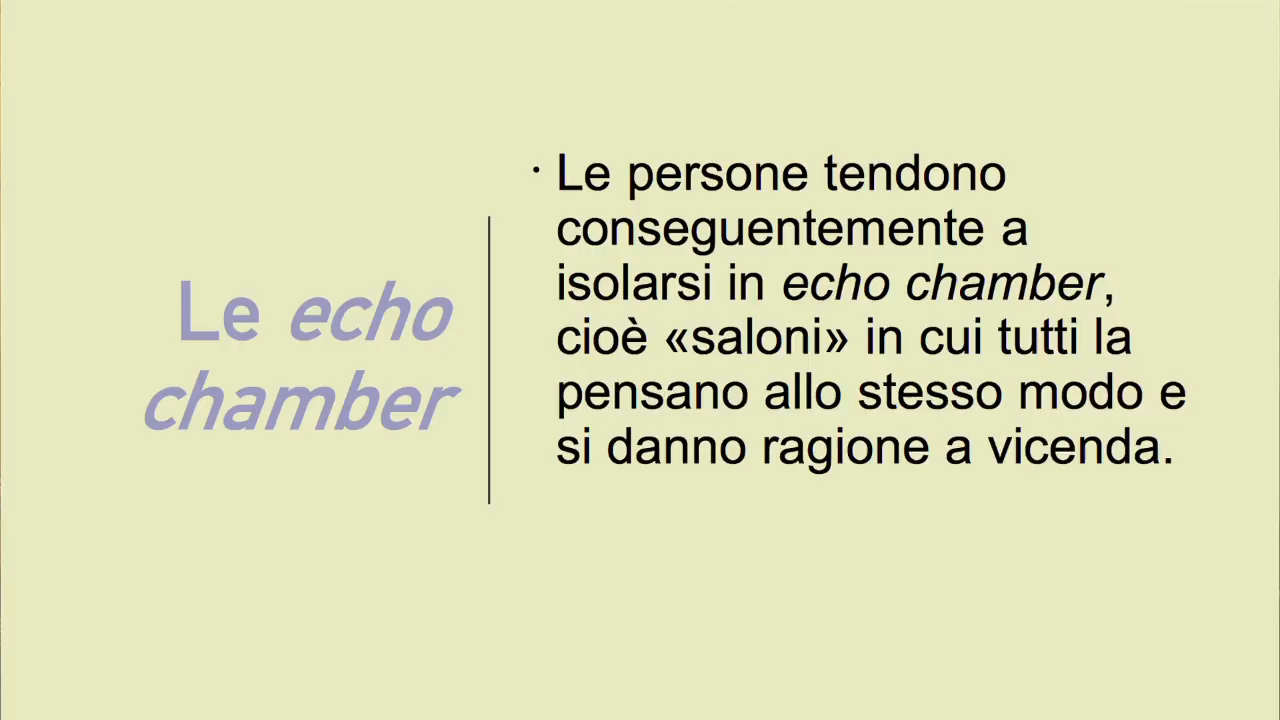 Le echo
chamber
· Le persone tendono
conseguentemente a
isolarsi in echo chamber,
cioè «saloni» in cui tutti la
pensano allo stesso modo e
si danno ragione a vicenda.